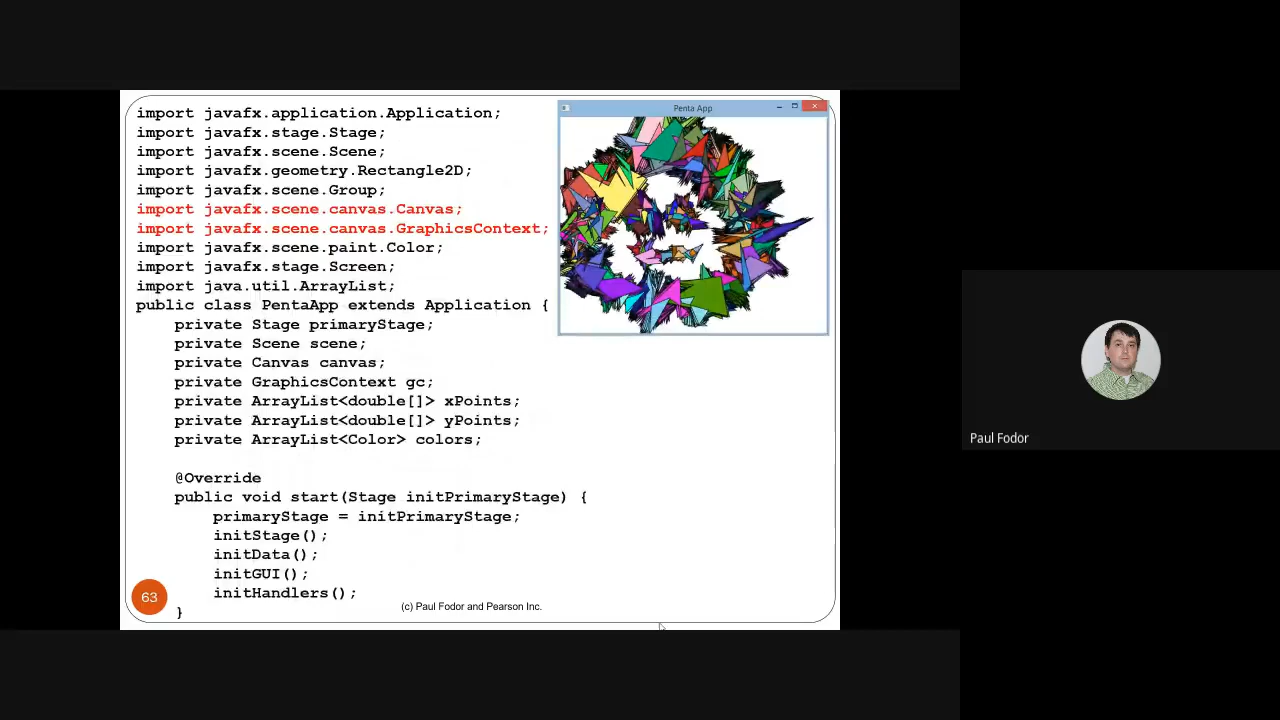 import javafx.application.Application;
import javafx.stage.Stage;
import javafx.scene.Scene;
import javafx.geometry.Rectangle2D;
import javafx.scene.Group;
import javafx.scene.canvas.Canvas;
import javafx.scene.canvas.GraphicsContext;
import javafx.scene.paint.Color;
import javafx.stage.Screen;
import java.util.ArrayList;
public class PentaApp extends Application {
    private Stage primaryStage;
    private Scene scene;
    private Canvas canvas;
    private GraphicsContext gc;
    private ArrayList<double[]> xPoints;
    private ArrayList<double[]> yPoints;
    private ArrayList<Color> colors;
    @Override
    public void start(Stage initPrimaryStage) {
        primaryStage = initPrimaryStage;
        initStage();
        initData();
        initGUI();
        initHandlers();
    }
Penta App
63
(c) Paul Fodor and Pearson Inc.
Paul Fodor